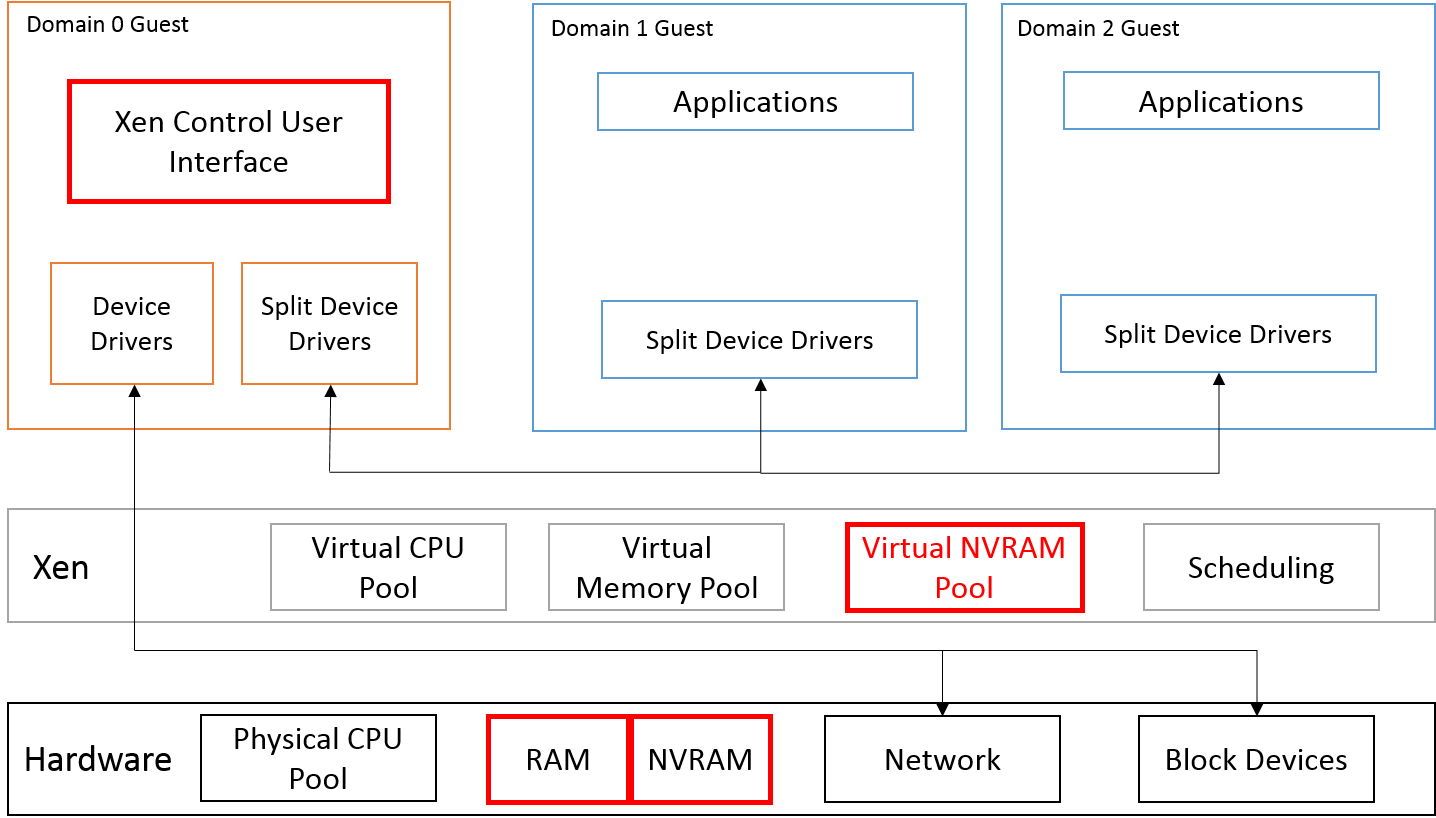 Domain 0 Guest
Xen Control User
Interface
Device
Drivers
Split Device
Drivers
Domain 1 Guest
Applications
Split Device Drivers
Domain 2 Guest
Applications
Split Device Drivers
Xen
Virtual CPU
Pool
Virtual
Memory Pool
Virtual NVRAM
Pool
Scheduling
Hardware
Physical CPU
Pool
RAM
NVRAM
Network
Block Devices